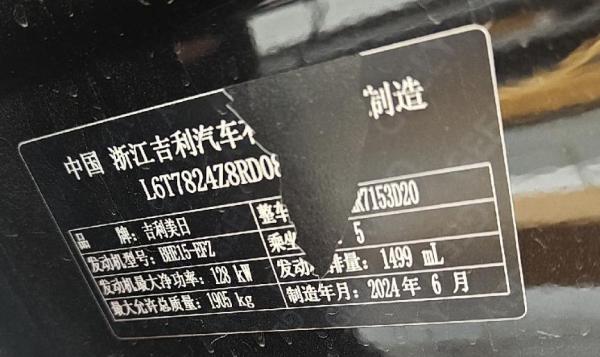 中国 浙江吉利汽车 制造
L6T7824Z8RD0
品 牌：吉利美日 整车 7153D20
发动机型号：BHE15-EFZ 乘坐 5
发动机最大净功率：128 kW 发动 排量：1499 mL
最大允许总质量：1905 kg 制造年月：2024 年 6 月